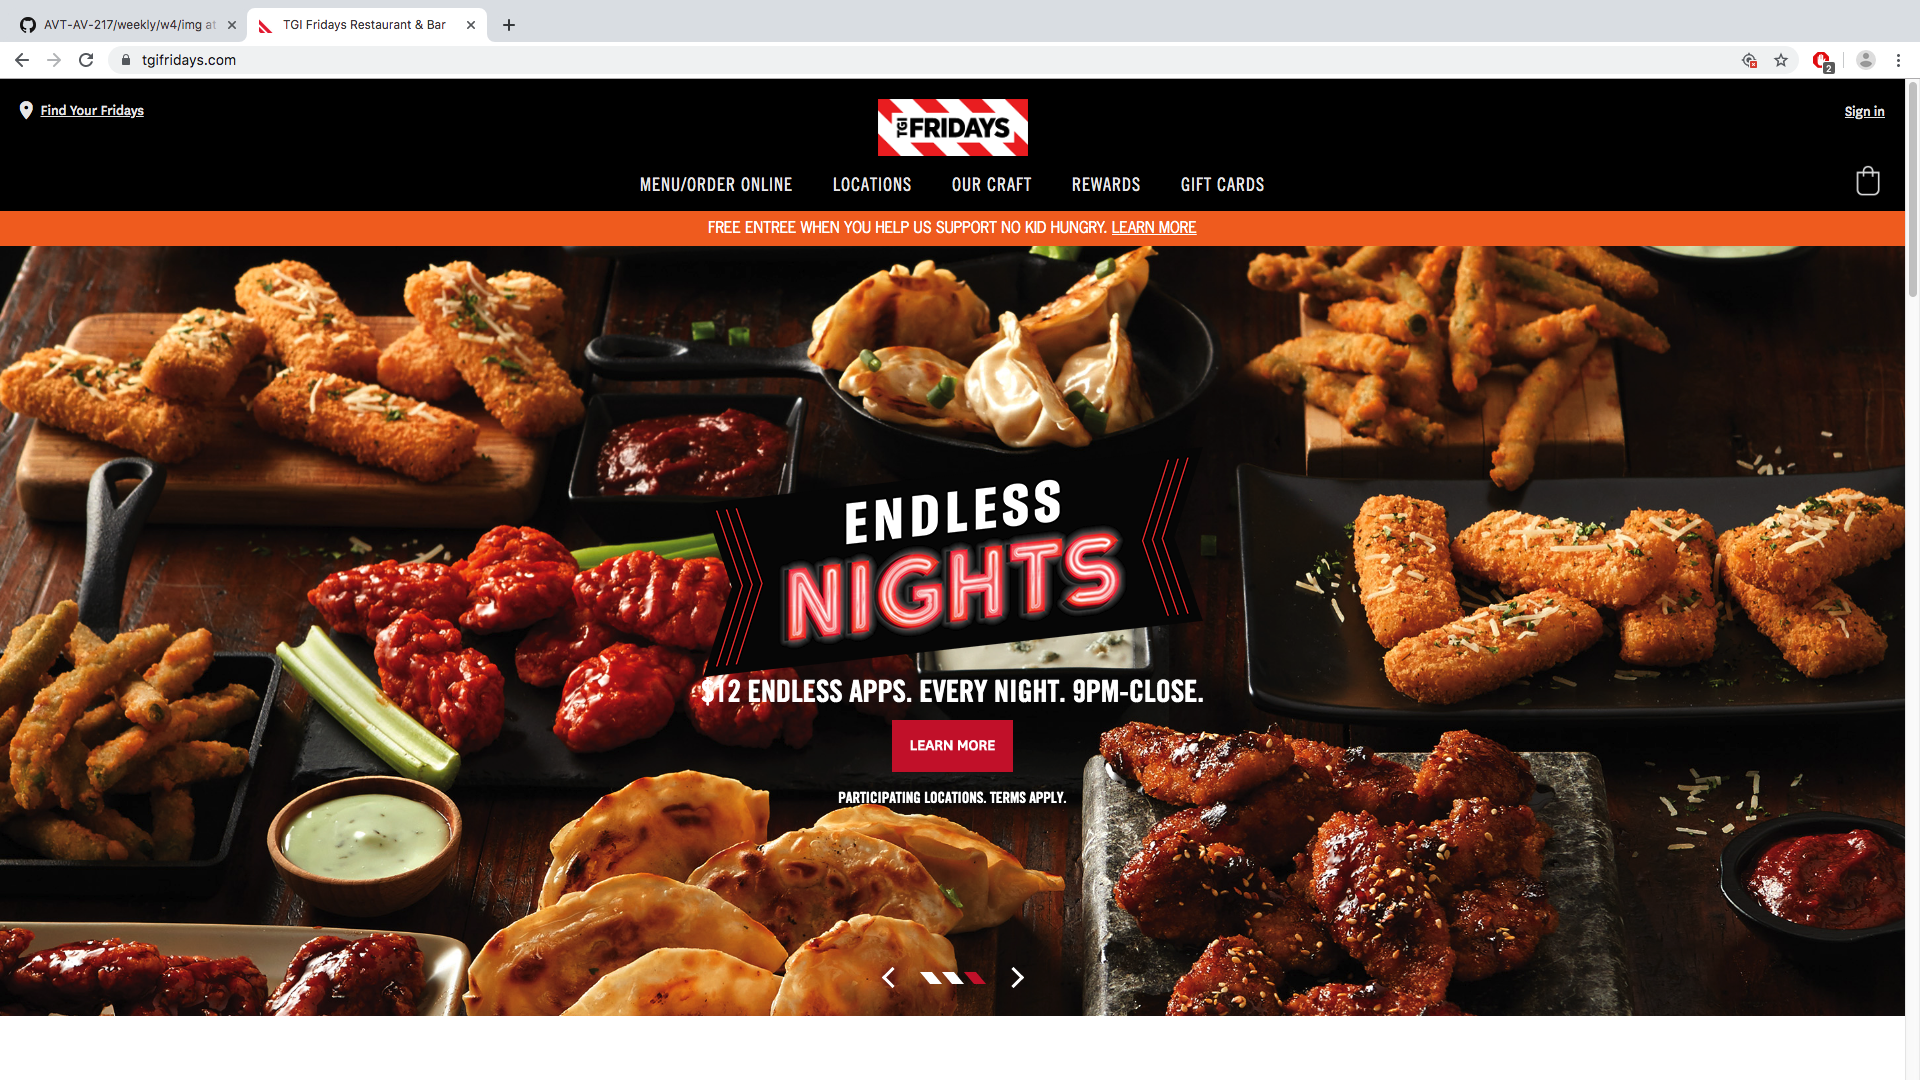 AVT-AV-217/weekly/w4/img at
TGI Fridays Restaurant & Bar
tgifridays.com
2
Find Your Fridays
TGI FRIDAYS
Sign in
MENU/ORDER ONLINE LOCATIONS OUR CRAFT REWARDS GIFT CARDS
FREE ENTREE WHEN YOU HELP US SUPPORT NO KID HUNGRY. LEARN MORE
ENDLESS
NIGHTS
$12 ENDLESS APPS. EVERY NIGHT. 9PM-CLOSE.
LEARN MORE
PARTICIPATING LOCATIONS. TERMS APPLY.